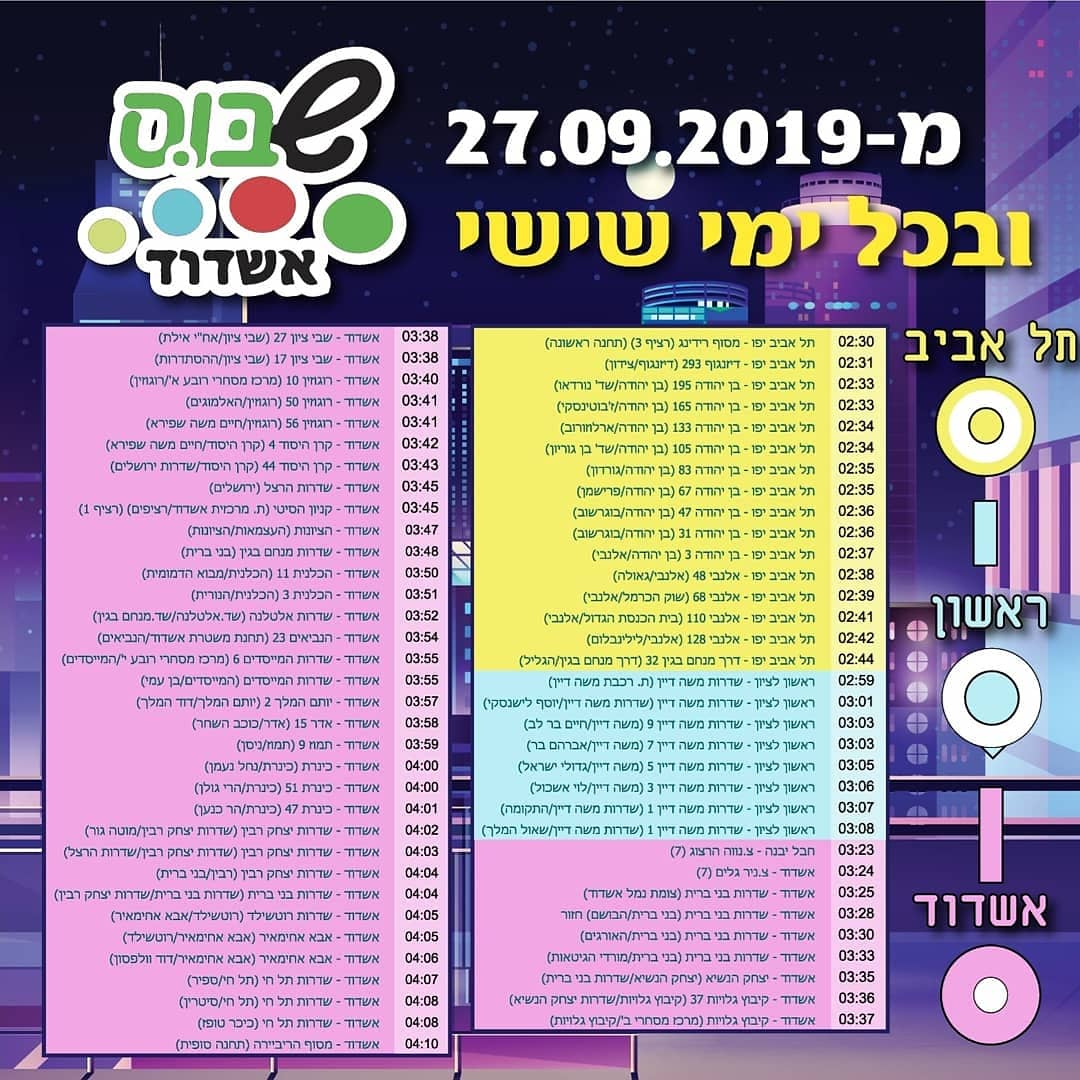 שבוס
אשדוד
מ-27.09.2019
ובכל ימי שישי
תל אביב
ראשון
אשדוד
02:30 תל אביב יפו - מסוף רידינג (רציף 3) (תחנה ראשונה)
02:31 תל אביב יפו - דיזנגוף 293 (דיזנגוף/צידון)
02:33 תל אביב יפו - בן יהודה 195 (בן יהודה/שד' נורדאו)
02:33 תל אביב יפו - בן יהודה 165 (בן יהודה/ז'בוטינסקי)
02:34 תל אביב יפו - בן יהודה 133 (בן יהודה/ארלוזורוב)
02:34 תל אביב יפו - בן יהודה 105 (בן יהודה/שד' בן גוריון)
02:35 תל אביב יפו - בן יהודה 83 (בן יהודה/גורדון)
02:35 תל אביב יפו - בן יהודה 67 (בן יהודה/פרישמן)
02:36 תל אביב יפו - בן יהודה 47 (בן יהודה/בוגרשוב)
02:36 תל אביב יפו - בן יהודה 31 (בן יהודה/בוגרשוב)
02:37 תל אביב יפו - בן יהודה 3 (בן יהודה/אלנבי)
02:38 תל אביב יפו - אלנבי 48 (אלנבי/גאולה)
02:39 תל אביב יפו - אלנבי 68 (שוק הכרמל/אלנבי)
02:41 תל אביב יפו - אלנבי 110 (בית הכנסת הגדול/אלנבי)
02:42 תל אביב יפו - אלנבי 128 (אלנבי/לילינבלום)
02:44 תל אביב יפו - דרך מנחם בגין 32 (דרך מנחם בגין/הגליל)
02:59 ראשון לציון - שדרות משה דיין (ת. רכבת משה דיין)
03:01 ראשון לציון - שדרות משה דיין (שדרות משה דיין/יוסף לישנסקי)
03:03 ראשון לציון - שדרות משה דיין 9 (משה דיין/חיים בר לב)
03:03 ראשון לציון - שדרות משה דיין 7 (משה דיין/אברהם בר)
03:05 ראשון לציון - שדרות משה דיין 5 (משה דיין/גדולי ישראל)
03:06 ראשון לציון - שדרות משה דיין 3 (משה דיין/לוי אשכול)
03:07 ראשון לציון - שדרות משה דיין 1 (שדרות משה דיין/התקומה)
03:08 ראשון לציון - שדרות משה דיין 1 (שדרות משה דיין/שאול המלך)
03:23 חבל יבנה - צ.נווה הרצוג (7)
03:24 אשדוד - צ.ניר גלים (7)
03:25 אשדוד - שדרות בני ברית (צומת נמל אשדוד)
03:28 אשדוד - שדרות בני ברית (בני ברית/הבושם) חזור
03:30 אשדוד - שדרות בני ברית (בני ברית/האורגים)
03:33 אשדוד - שדרות בני ברית (בני ברית/מורדי הגיטאות)
03:35 אשדוד - יצחק הנשיא (יצחק הנשיא/שדרות בני ברית)
03:36 אשדוד - קיבוץ גלויות 37 (קיבוץ גלויות/שדרות יצחק הנשיא)
03:37 אשדוד - קיבוץ גלויות (מרכז מסחרי ב'/קיבוץ גלויות)
03:38 אשדוד - שבי ציון 27 (שבי ציון/אח"י אילת)
03:38 אשדוד - שבי ציון 17 (שבי ציון/ההסתדרות)
03:40 אשדוד - רוגוזין 10 (מרכז מסחרי רובע א'/רוגוזין)
03:41 אשדוד - רוגוזין 50 (רוגוזין/האלמוגים)
03:41 אשדוד - רוגוזין 56 (רוגוזין/חיים משה שפירא)
03:42 אשדוד - קרן היסוד 4 (קרן היסוד/חיים משה שפירא)
03:43 אשדוד - קרן היסוד 44 (קרן היסוד/שדרות ירושלים)
03:45 אשדוד - שדרות הרצל (ירושלים)
03:45 אשדוד - קניון הסיטי (ת. מרכזית אשדוד/רציפים) (רציף 1)
03:47 אשדוד - הציונות (העצמאות/הציונות)
03:48 אשדוד - שדרות מנחם בגין (בני ברית)
03:50 אשדוד - הכלנית 11 (הכלנית/מבוא הדמומית)
03:51 אשדוד - הכלנית 3 (הכלנית/הנורית)
03:52 אשדוד - שדרות אלטלנה (שד.אלטלנה/שד.מנחם בגין)
03:54 אשדוד - הנביאים 23 (תחנת משטרת אשדוד/הנביאים)
03:55 אשדוד - שדרות המייסדים 6 (מרכז מסחרי רובע י'/המייסדים)
03:55 אשדוד - שדרות המייסדים (המייסדים/בן עמי)
03:57 אשדוד - יותם המלך 2 (יותם המלך/דוד המלך)
03:58 אשדוד - אדר 15 (אדר/כוכב השחר)
03:59 אשדוד - תמוז 9 (תמוז/ניסן)
04:00 אשדוד - כינרת (כינרת/נחל נעמן)
04:00 אשדוד - כינרת 51 (כינרת/הרי גולן)
04:01 אשדוד - כינרת 47 (כינרת/הר כנען)
04:02 אשדוד - שדרות יצחק רבין (שדרות יצחק רבין/מוטה גור)
04:03 אשדוד - שדרות יצחק רבין (שדרות יצחק רבין/שדרות הרצל)
04:04 אשדוד - שדרות יצחק רבין (רבין/בני ברית)
04:04 אשדוד - שדרות בני ברית (שדרות בני ברית/שדרות יצחק רבין)
04:05 אשדוד - שדרות רוטשילד (רוטשילד/אבא אחימאיר)
04:05 אשדוד - אבא אחימאיר (אבא אחימאיר/רוטשילד)
04:06 אשדוד - אבא אחימאיר (אבא אחימאיר/דוד וולפסון)
04:07 אשדוד - שדרות תל חי (תל חי/ספיר)
04:08 אשדוד - שדרות תל חי (תל חי/סיטרין)
04:08 אשדוד - שדרות תל חי (כיכר טופז)
04:10 אשדוד - מסוף הריביירה (תחנה סופית)